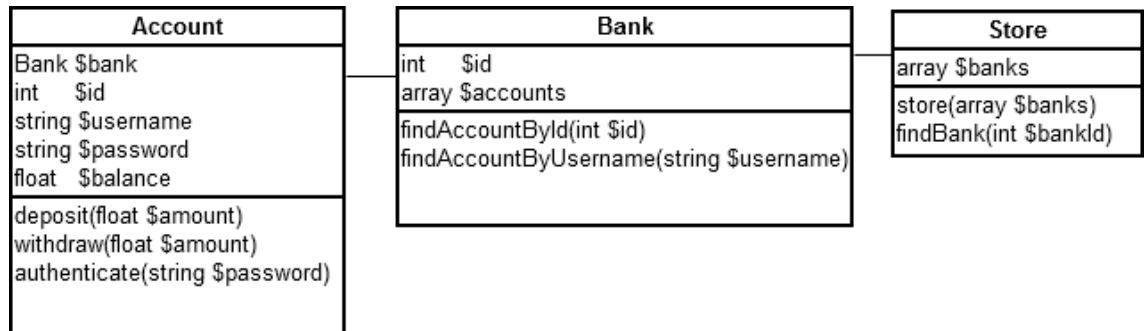 Account
Bank $bank
int $id
string $username
string $password
float $balance
deposit(float $amount)
withdraw(float $amount)
authenticate(string $password)
Bank
int $id
array $accounts
findAccountById(int $id)
findAccountByUsername(string $username)
Store
array $banks
store(array $banks)
findBank(int $bankId)